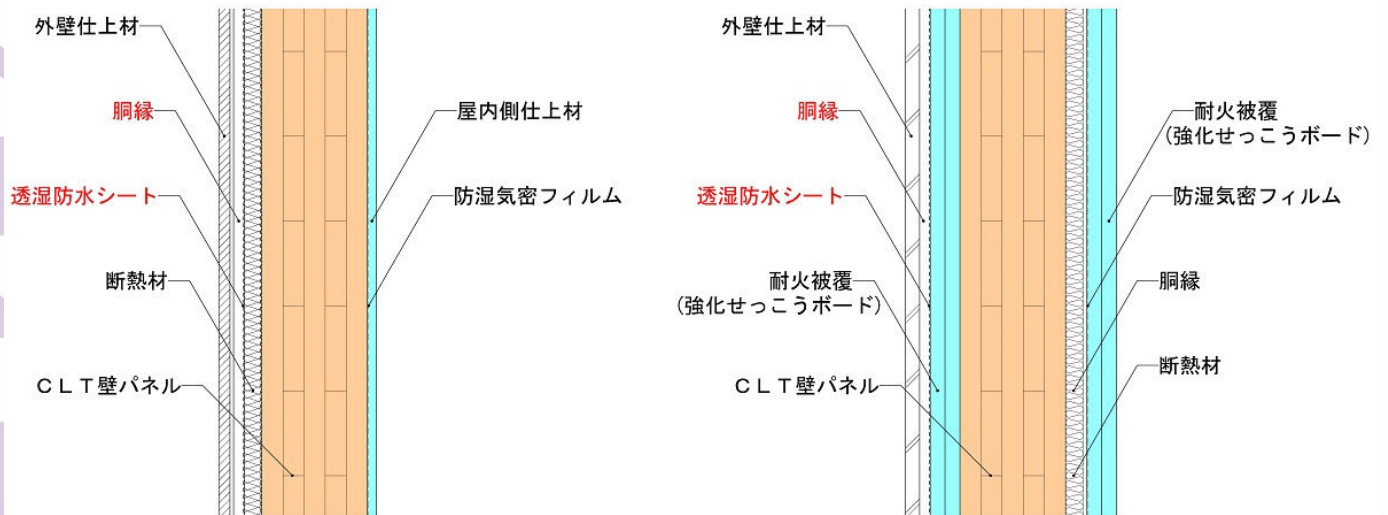 外壁仕上材
胴縁
透湿防水シート
断熱材
CLT壁パネル
屋内側仕上材
防湿気密フィルム
外壁仕上材
胴縁
透湿防水シート
耐火被覆
(強化せっこうボード)
CLT壁パネル
耐火被覆
(強化せっこうボード)
防湿気密フィルム
胴縁
断熱材